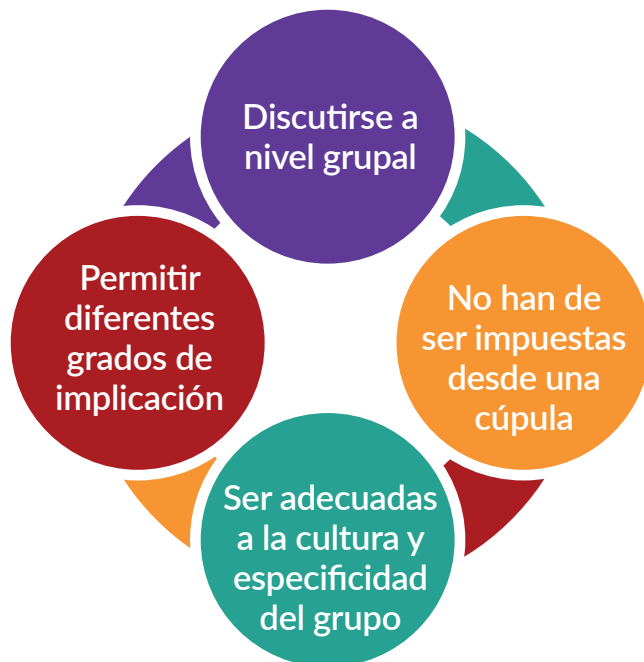 Discutirse a
nivel grupal
Permitir
diferentes
grados de
implicación
No han de
ser impuestas
desde una
cúpula
Ser adecuadas
a la cultura y
especificidad
del grupo